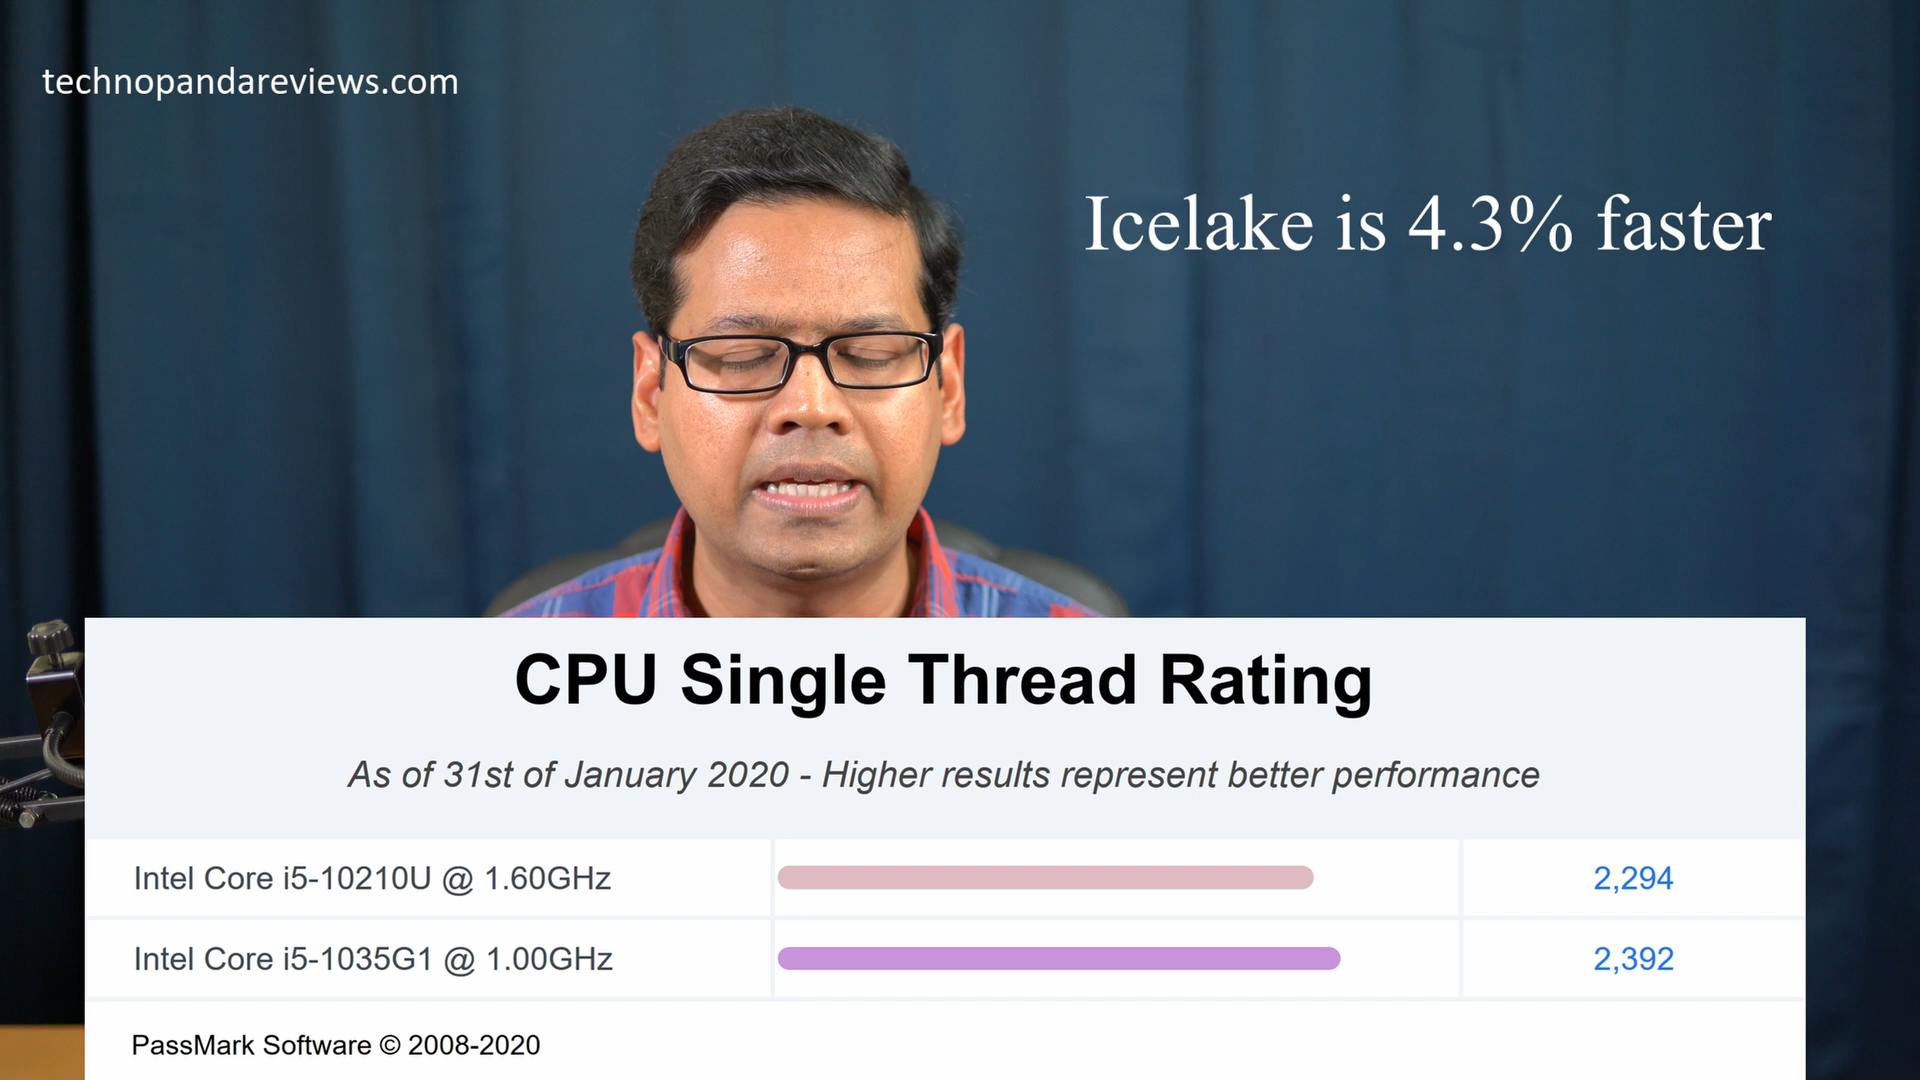 technopandareviews.com
Icelake is 4.3% faster
CPU Single Thread Rating
As of 31st of January 2020 - Higher results represent better performance
Intel Core i5-10210U @ 1.60GHz 2,294
Intel Core i5-1035G1 @ 1.00GHz 2,392
PassMark Software © 2008-2020